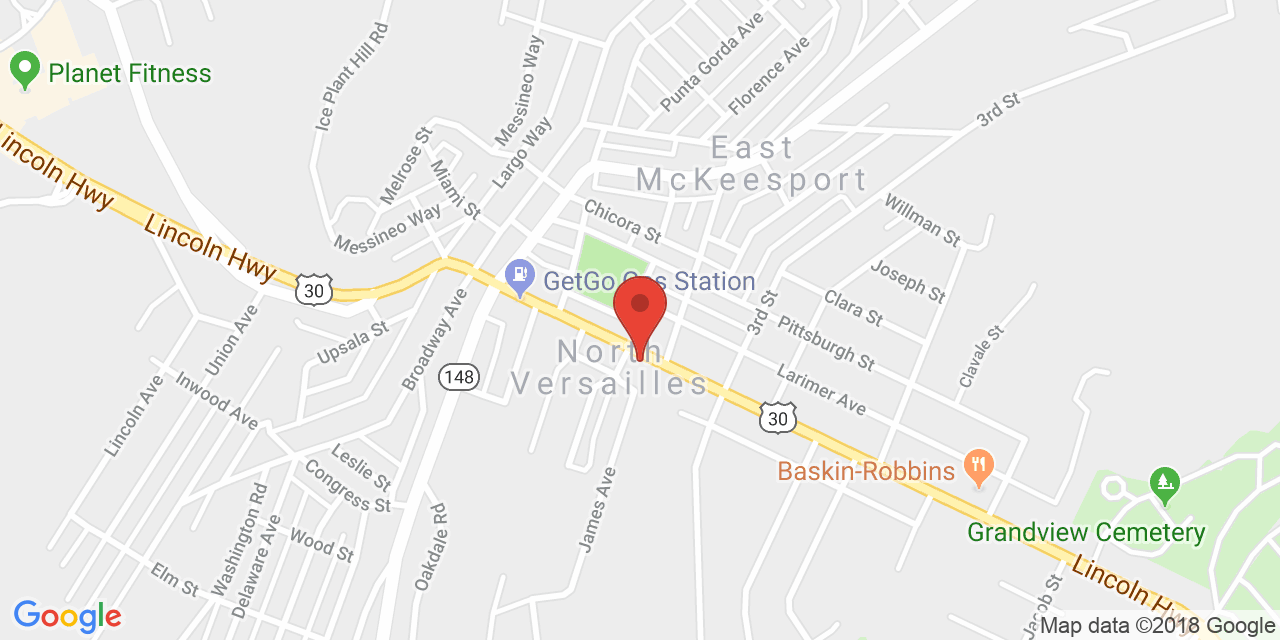 Ice Plant Hill Rd
Messineo Way
Punta Gorda Ave
Florence Ave
Planet Fitness
3rd St
Largo Way
Melrose St
East
McKeesport
Miami St
Lincoln Hwy
Messineo Way
Chicora St
Willman St
Lincoln Hwy
30
GetGo Gas Station
Joseph St
Clara St
3rd St
Union Ave
Upsala St
Broadway Ave
Pittsburgh St
North
Versailles
Clavale St
148
Larimer Ave
Lincoln Ave
Inwood Ave
30
Leslie St
Congress St
Baskin-Robbins
James Ave
Washington Rd
Delaware Ave
Wood St
Oakdale Rd
Grandview Cemetery
Elm St
Lincoln Hwy
Jacob St
Google
Map data ©2018 Google